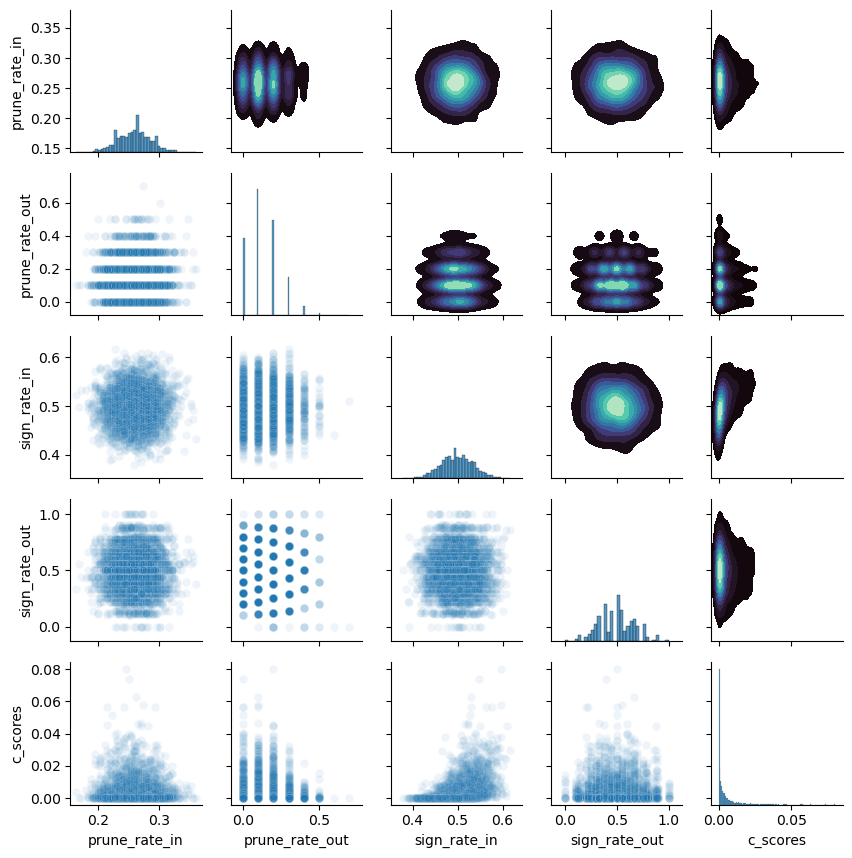 prune_rate_in
0.35
0.30
0.25
0.20
0.15
prune_rate_out
0.6
0.4
0.2
0.0
sign_rate_in
0.6
0.5
0.4
sign_rate_out
1.0
0.5
0.0
c_scores
0.08
0.06
0.04
0.02
0.00
0.2 0.3 0.0 0.5 0.4 0.5 0.6 0.0 0.5 1.0 0.00 0.05
prune_rate_in prune_rate_out sign_rate_in sign_rate_out c_scores